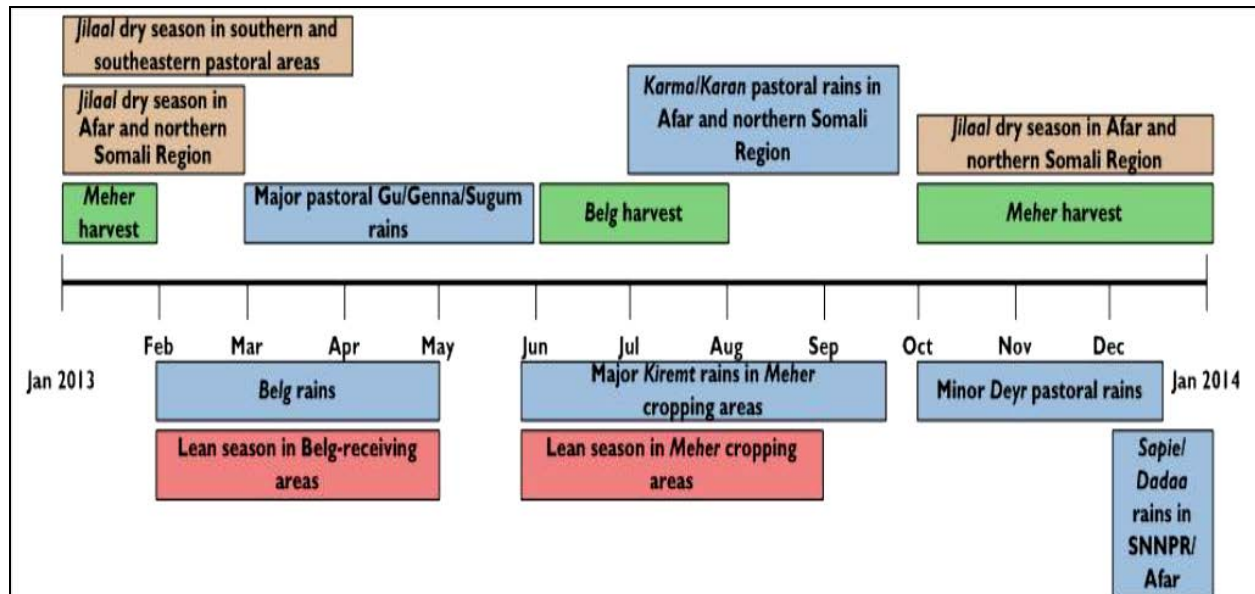 Jilaal dry season in southern and
southeastern pastoral areas
Jilaal dry season in
Afar and northern
Somali Region
Karma/Karan pastoral rains in
Afar and northern Somali
Region
Jilaal dry season in Afar and
northern Somali Region
Meher
harvest
Major pastoral Gu/Genna/Sugum
rains
Belg harvest
Meher harvest
Feb Mar Apr May Jun Jul Aug Sep Oct Nov Dec
Jan 2013
Jan 2014
Belg rains
Major Kiremt rains in Meher
cropping areas
Minor Deyr pastoral rains
Lean season in Belg-receiving
areas
Lean season in Meher cropping
areas
Sapie/
Dadaa
rains in
SNNPR/
Afar